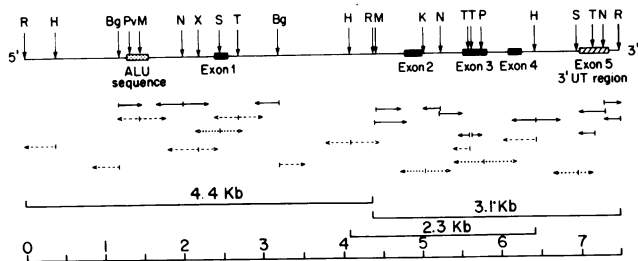 R H Bg Pv M N X S T Bg H R M K N T T P H S T N R
5' 3'
ALU sequence Exon 1 Exon 2 Exon 3 Exon 4 Exon 5
3' UT region
4.4 Kb
3.1 Kb
2.3 Kb
0 1 2 3 4 5 6 7